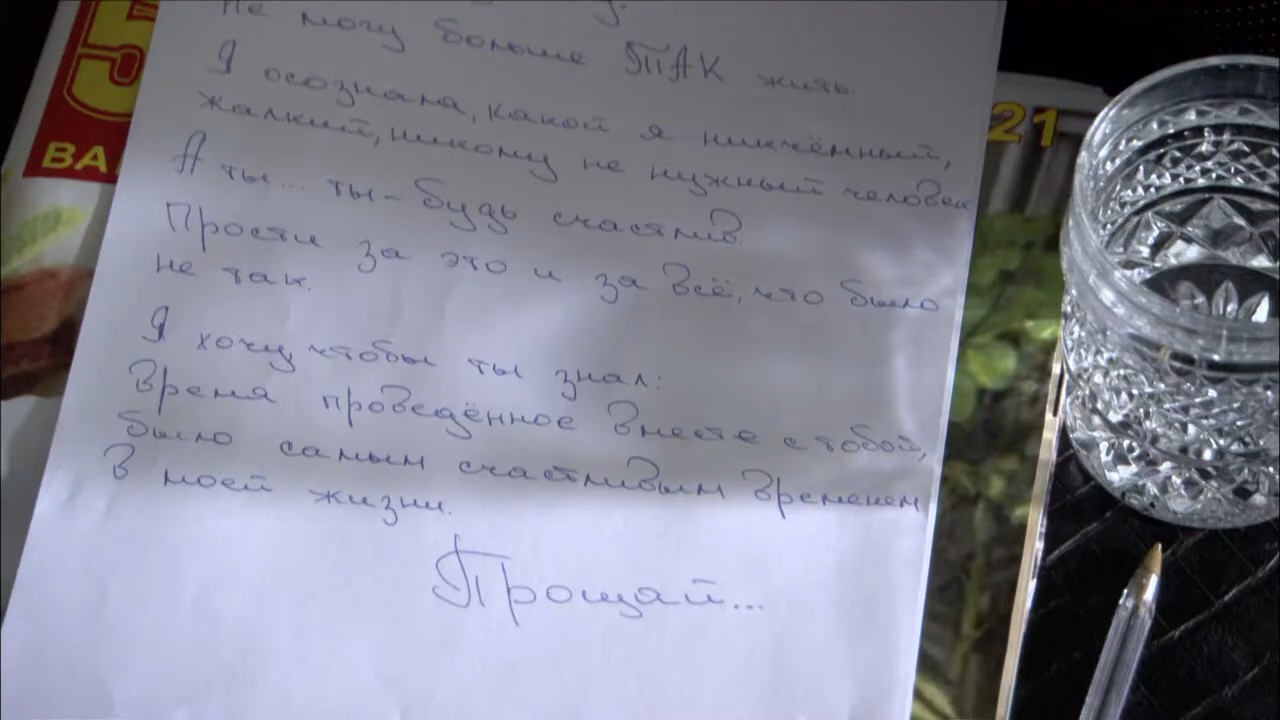 Не могу больше ТАК жить.
Я осознала, какой я никчённый,
жалкий, никому не нужный человек
А ты... ты - будь счастлив.
Прости за это и за всё, что было
не так.
Я хочу, чтобы ты знал:
Время проведённое вместе с тобой,
было самым счастливым временем
в моей жизни.
Прощай...
5
ВА
21